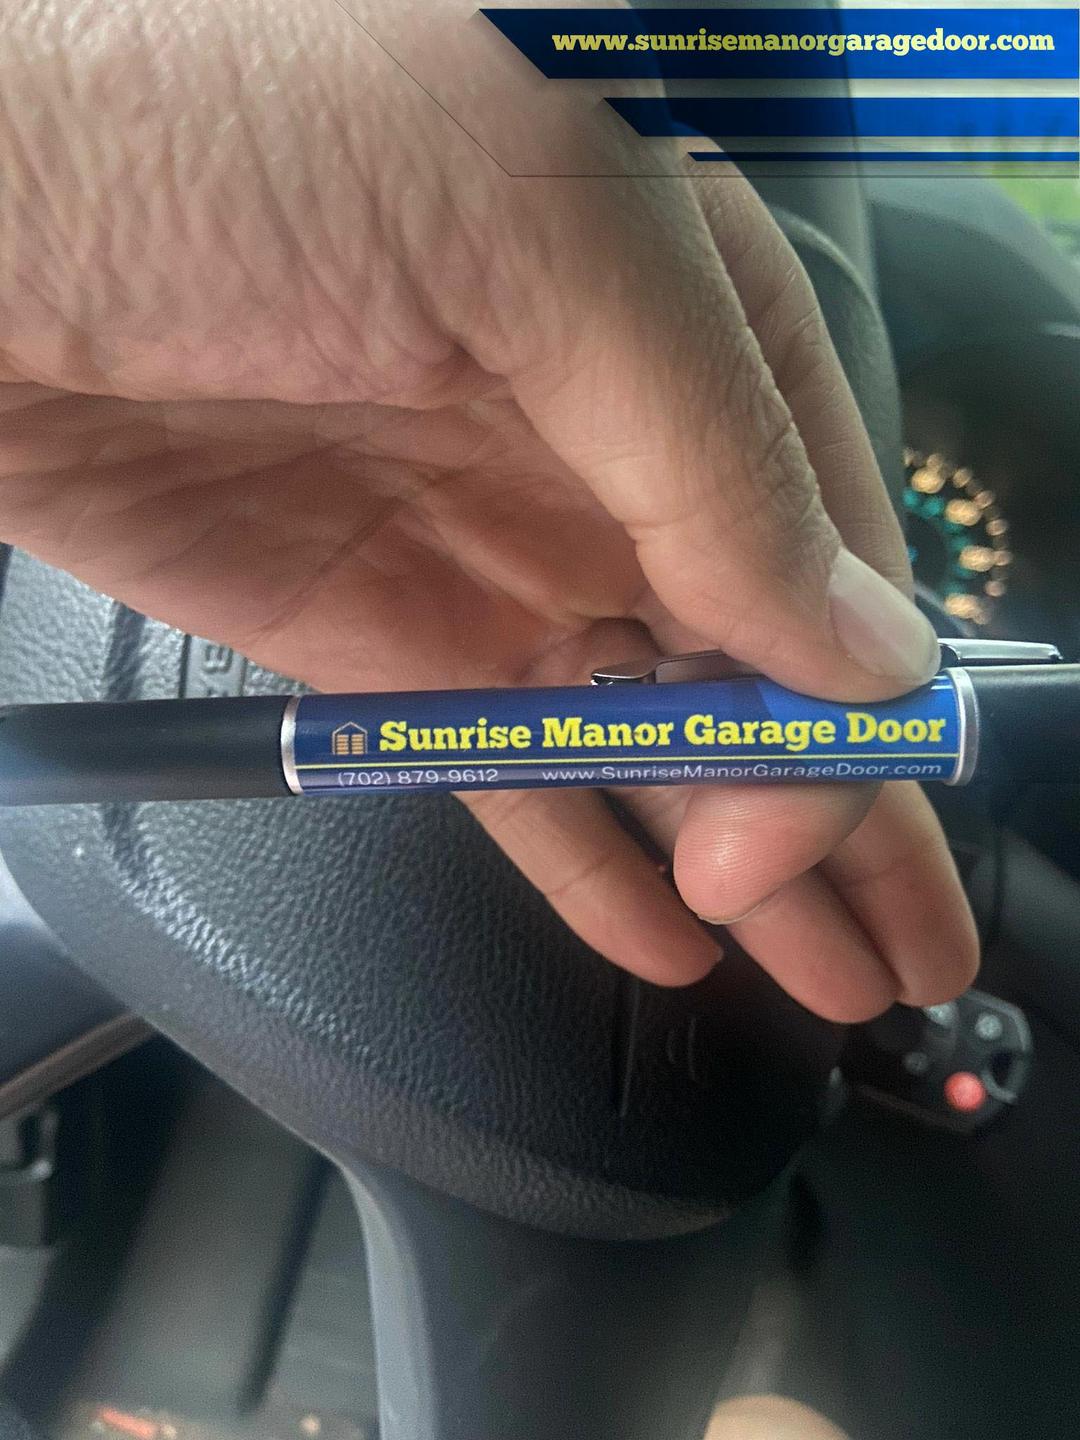 www.sunrisemanorgaragedoor.com
Sunrise Manor Garage Door
(702) 879-9612 www.SunriseManorGarageDoor.com